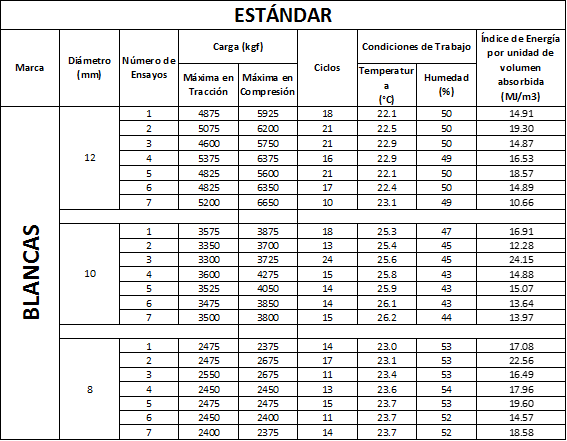 ESTÁNDAR
Marca Diámetro (mm) Número de Ensayos Carga (kgf) Ciclos Condiciones de Trabajo Índice de Energía por unidad de volumen absorbida (MJ/m3)
Máxima en Tracción Máxima en Compresión Temperatura (°C) Humedad (%)
BLANCAS
12
1 4875 5925 18 22.1 50 14.91
2 5075 6200 21 22.5 50 19.30
3 4600 5750 21 22.9 50 14.87
4 5375 6375 16 22.9 49 16.53
5 4825 5600 21 22.1 50 18.57
6 4825 6350 17 22.4 50 14.89
7 5200 6650 10 23.1 49 10.66
10
1 3575 3875 18 25.3 47 16.91
2 3350 3700 13 25.4 45 12.28
3 3300 3725 24 25.6 45 24.15
4 3600 4275 15 25.8 43 14.88
5 3525 4050 14 25.9 43 15.07
6 3475 3850 14 26.1 43 13.64
7 3500 3800 15 26.2 44 13.97
8
1 2475 2375 14 23.0 53 17.08
2 2475 2675 17 23.1 53 22.56
3 2550 2675 11 23.4 53 16.49
4 2450 2450 13 23.6 54 17.96
5 2475 2475 15 23.7 53 19.60
6 2450 2400 11 23.7 52 14.57
7 2400 2375 14 23.7 52 18.58